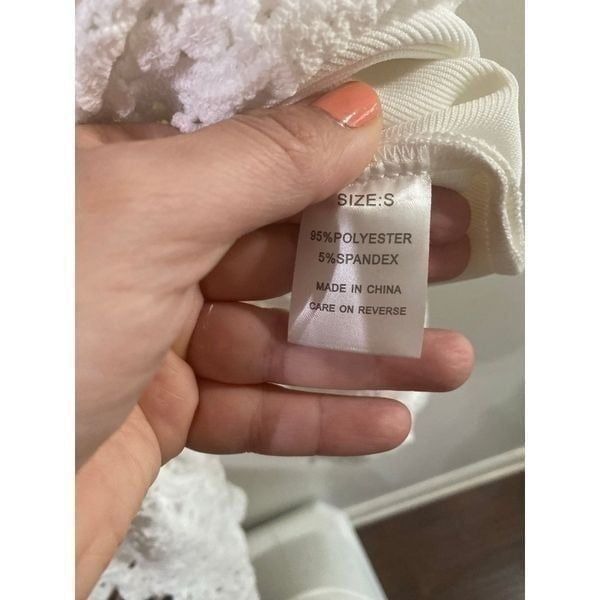 SIZE:S
95%POLYESTER
5%SPANDEX
MADE IN CHINA
CARE ON REVERSE